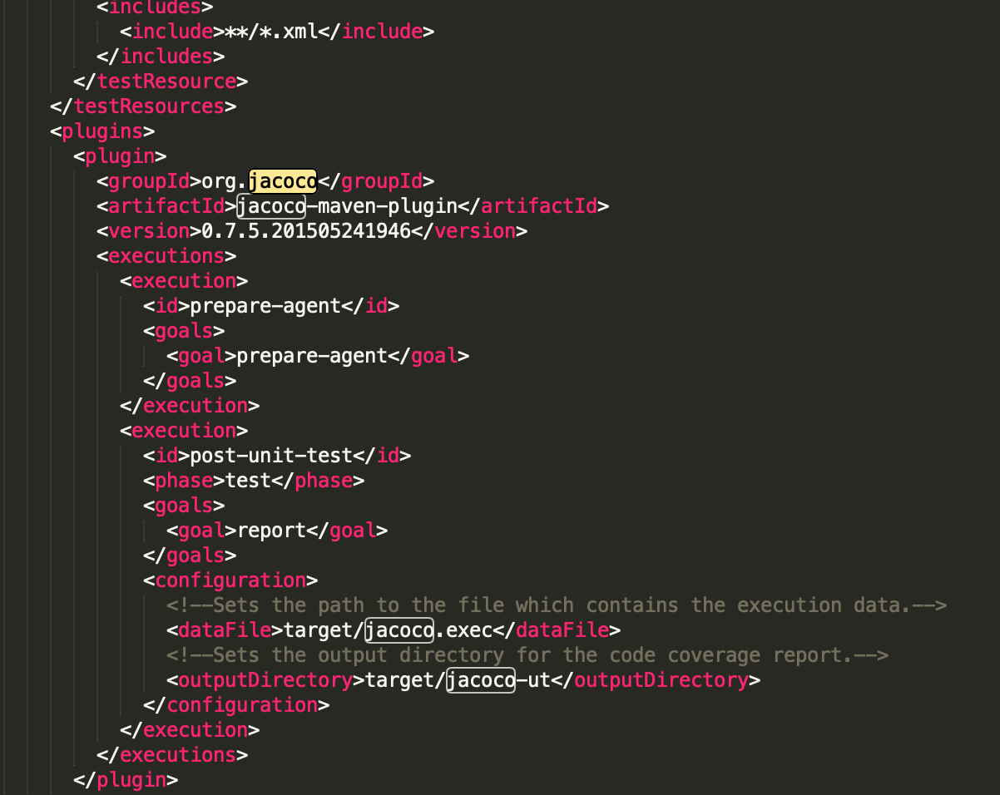 <includes>
<include>**/*.xml</include>
</includes>
</testResource>
</testResources>
<plugins>
<plugin>
<groupId>org.jacoco</groupId>
<artifactId>jacoco-maven-plugin</artifactId>
<version>0.7.5.201505241946</version>
<executions>
<execution>
<id>prepare-agent</id>
<goals>
<goal>prepare-agent</goal>
</goals>
</execution>
<execution>
<id>post-unit-test</id>
<phase>test</phase>
<goals>
<goal>report</goal>
</goals>
<configuration>
<!--Sets the path to the file which contains the execution data.-->
<dataFile>target/jacoco.exec</dataFile>
<!--Sets the output directory for the code coverage report.-->
<outputDirectory>target/jacoco-ut</outputDirectory>
</configuration>
</execution>
</executions>
</plugin>